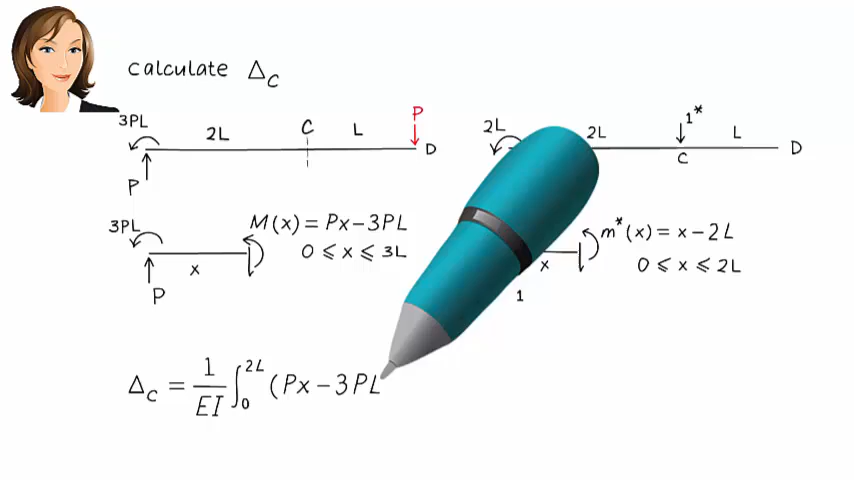 calculate Δ_C
3PL 2L C L P D
P
2L 2L 1* L D
C
3PL M(x) = Px−3PL
0 ⩽ x ⩽ 3L
x
P
m*(x) = x−2L
0 ⩽ x ⩽ 2L
x
1
Δ_C = 1/EI ∫_0^2L (Px − 3PL